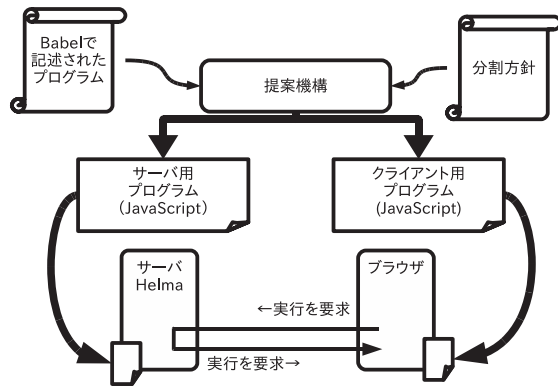 Babelで
記述された
プログラム
提案機構
分割方針
サーバ用
プログラム
(JavaScript)
クライアント用
プログラム
(JavaScript)
サーバ
Helma
ブラウザ
←実行を要求
実行を要求→